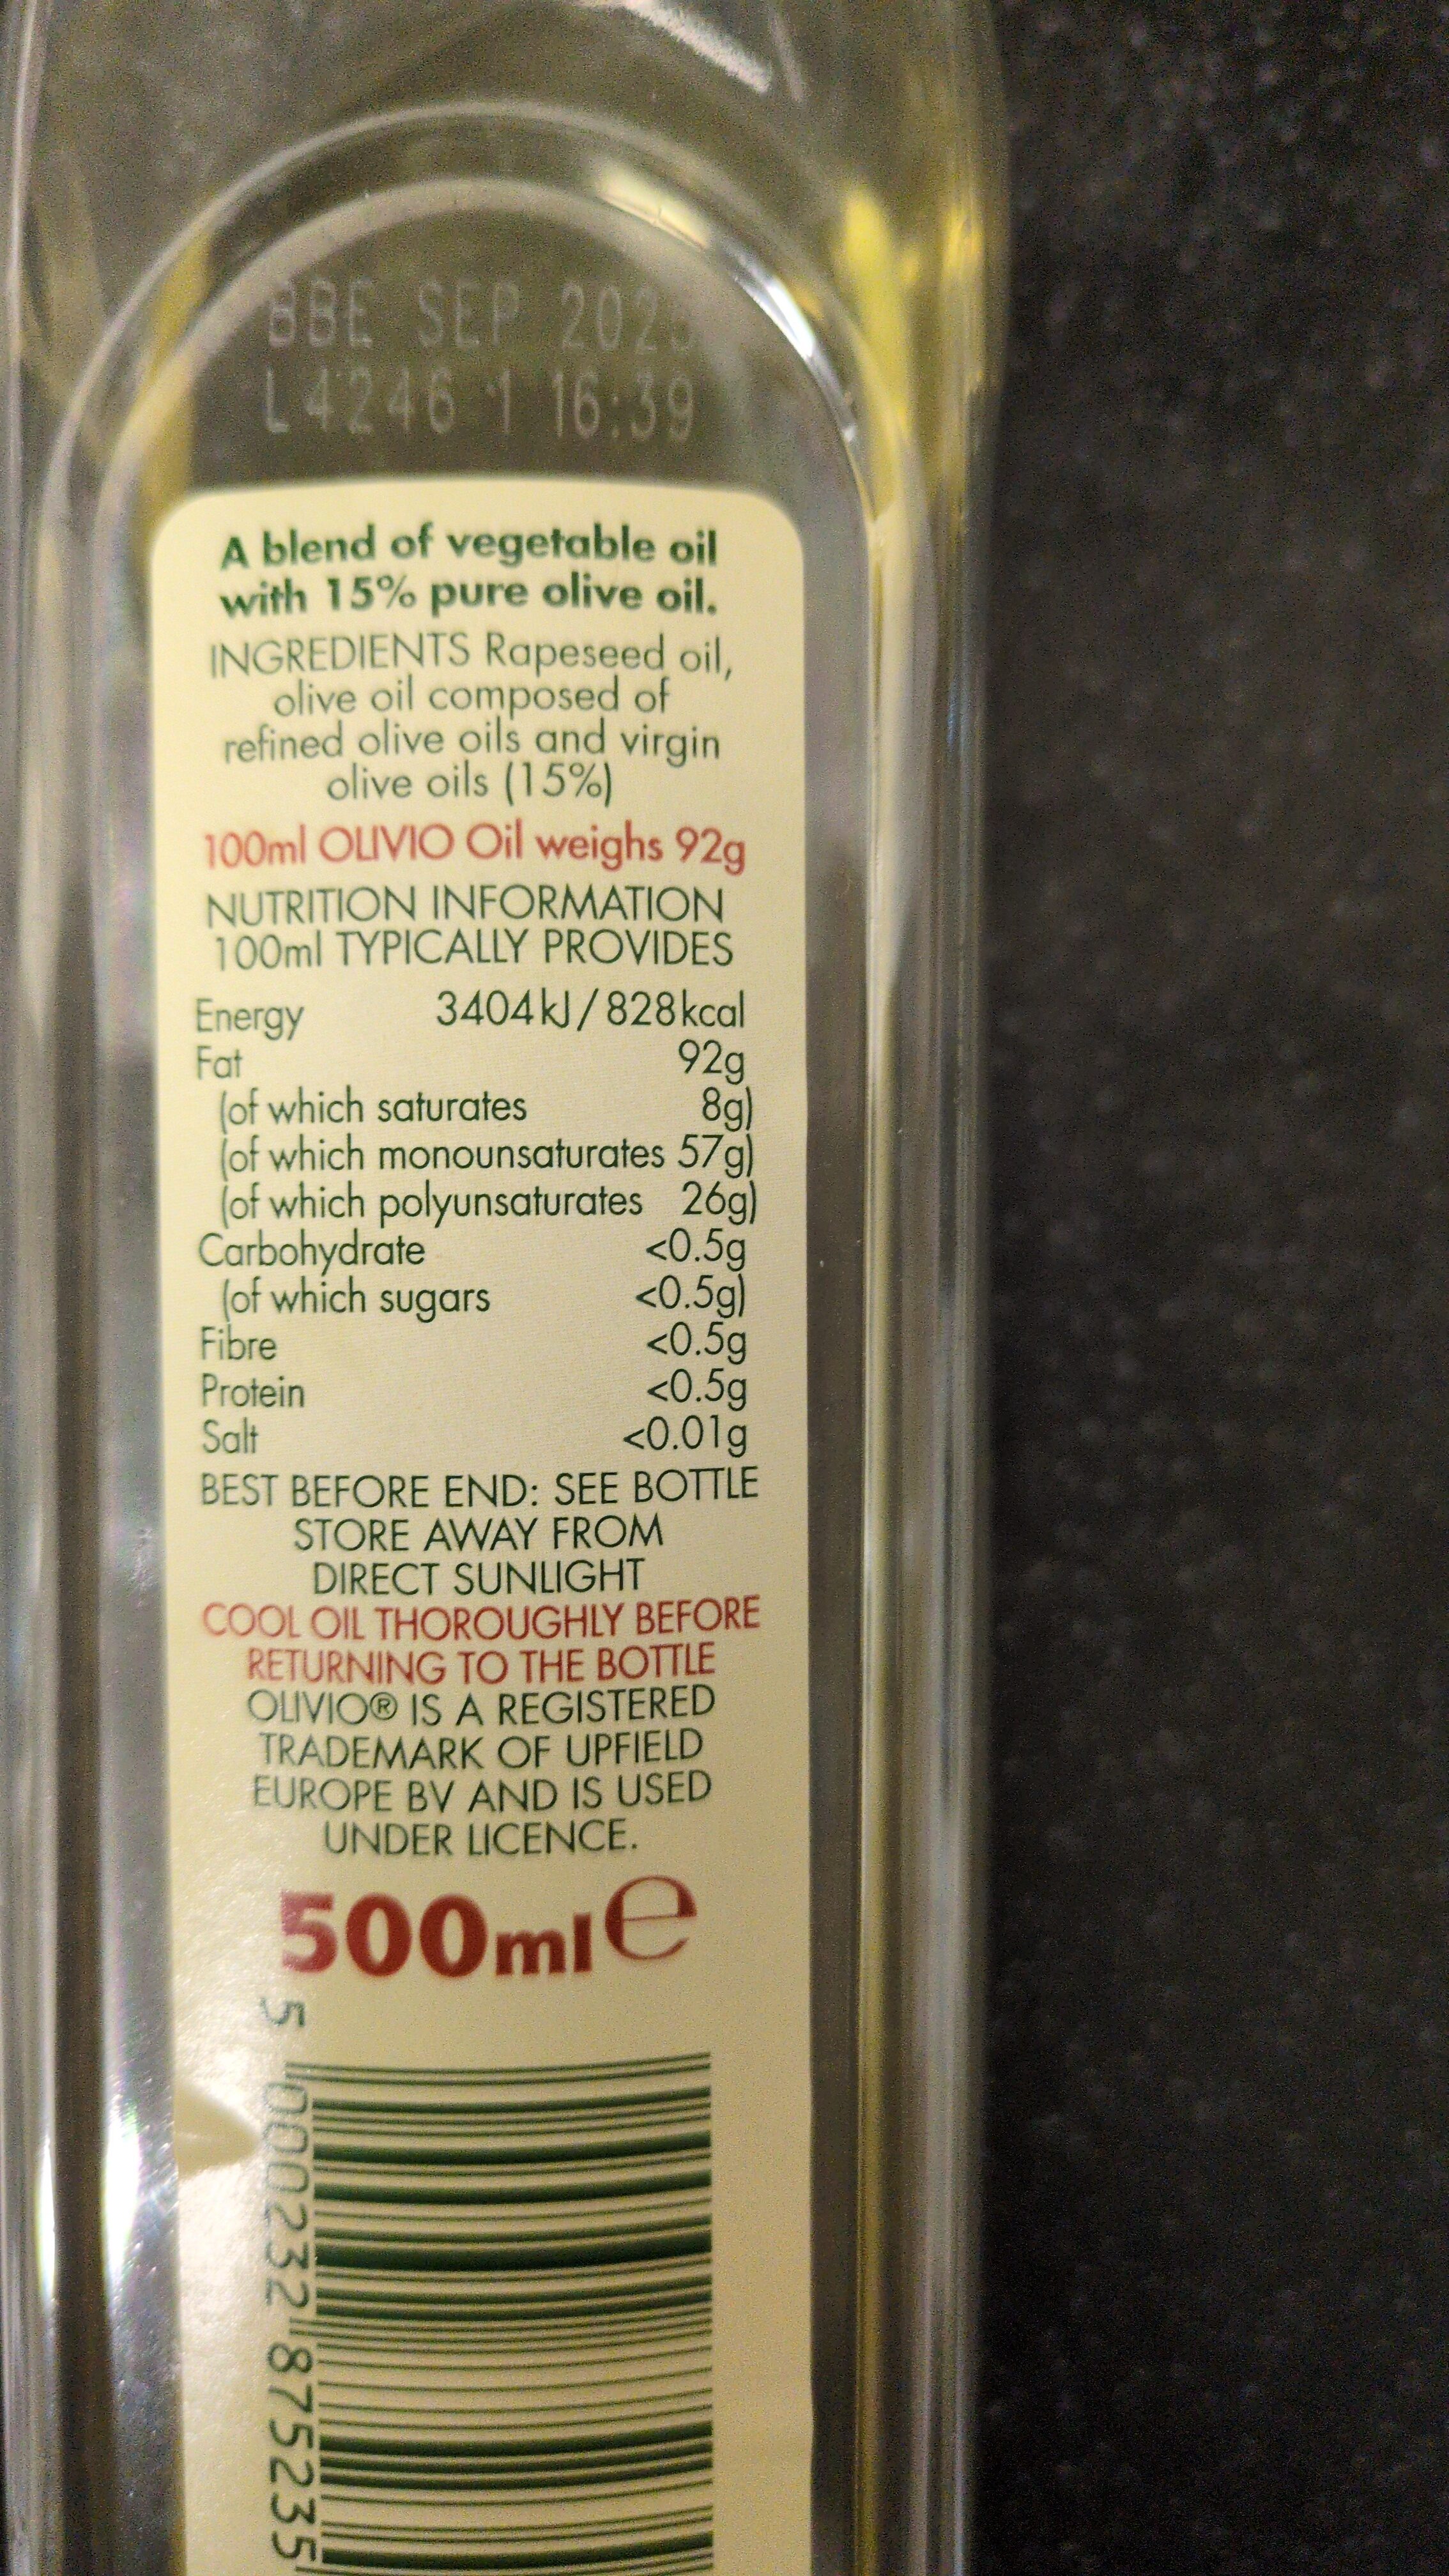 BBE SEP
L4246 1 16:39
A blend of vegetable oil
with 15% pure olive oil.
INGREDIENTS Rapeseed oil,
olive oil composed of
refined olive oils and virgin
olive oils (15%)
100ml OLIVIO Oil weighs 92g
NUTRITION INFORMATION
100ml TYPICALLY PROVIDES
Energy 3404kJ/828kcal
Fat 92g
(of which saturates 8g)
(of which monounsaturates 57g)
(of which polyunsaturates 26g)
Carbohydrate <0.5g
(of which sugars <0.5g)
Fibre <0.5g
Protein <0.5g
Salt <0.01g
BEST BEFORE END: SEE BOTTLE
STORE AWAY FROM
DIRECT SUNLIGHT
COOL OIL THOROUGHLY BEFORE
RETURNING TO THE BOTTLE
OLIVIO® IS A REGISTERED
TRADEMARK OF UPFIELD
EUROPE BV AND IS USED
UNDER LICENCE.
500ml e
5 000232 875235